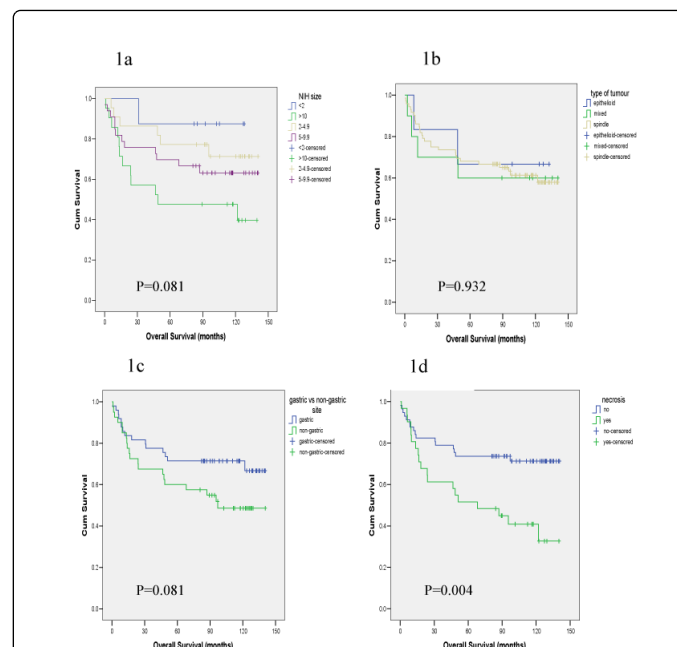 1a
NIH size
<2
>10
2-4.9
5-9.9
<2-censored
>10-censored
2-4.9-censored
5-9.9-censored
Cum Survival
1.0
0.8
0.6
0.4
0.2
0.0
P=0.081
0 30 60 90 120 150
Overall Survival (months)
1b
type of tumour
epitheloid
mixed
spindle
epitheloid-censored
mixed-censored
spindle-censored
Cum Survival
1.0
0.8
0.6
0.4
0.2
0.0
P=0.932
0 30 60 90 120 150
Overall Survival (months)
1c
gastric vs non-gastric
site
gastric
non-gastric
gastric-censored
non-gastric-censored
Cum Survival
1.0
0.8
0.6
0.4
0.2
0.0
P=0.081
0 30 60 90 120 150
Overall Survival (months)
1d
necrosis
no
yes
no-censored
yes-censored
Cum Survival
1.0
0.8
0.6
0.4
0.2
0.0
P=0.004
0 30 60 90 120 150
Overall Survival (months)